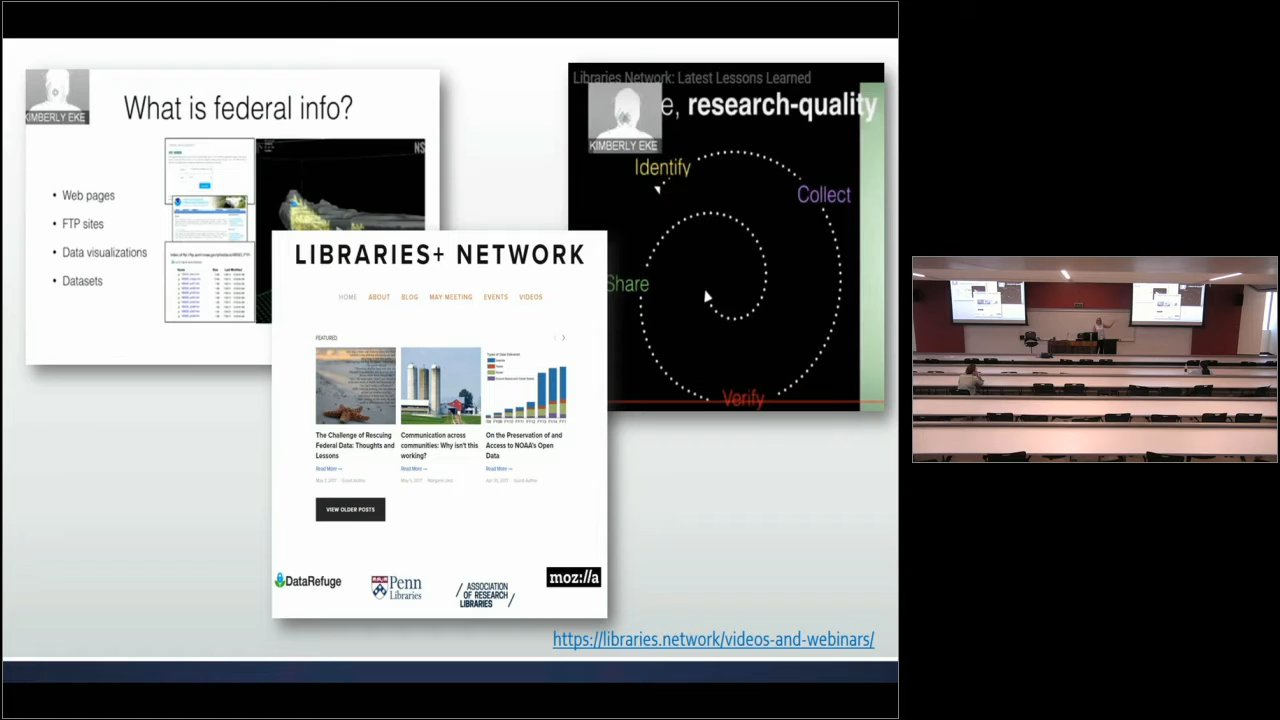 KIMBERLY EKE
What is federal info?
• Web pages
• FTP sites
• Data visualizations
• Datasets
NS
Libraries Network: Latest Lessons Learned
e, research-quality
KIMBERLY EKE
Identify
Collect
Share
Verify
LIBRARIES+ NETWORK
HOME ABOUT BLOG MAY MEETING EVENTS VIDEOS
FEATURED
The Challenge of Rescuing
Federal Data: Thoughts and
Lessons
Read More
Communication across
communities: Why isn't this
working?
Read More
On the Preservation of and
Access to NOAA's Open
Data
Read More
VIEW OLDER POSTS
DataRefuge
Penn
Libraries
ASSOCIATION
OF RESEARCH
LIBRARIES
moz://a
https://libraries.network/videos-and-webinars/